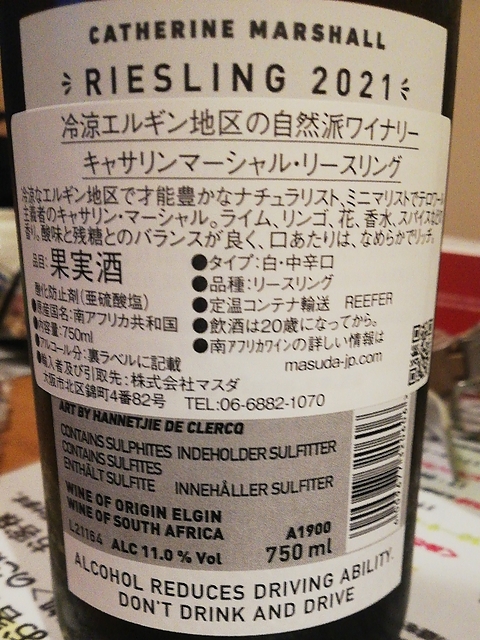 CATHERINE MARSHALL
RIESLING 2021
冷涼エルギン地区の自然派ワイナリー
キャサリンマーシャル・リースリング
冷涼なエルギン地区で才能豊かなナチュラリスト、ミニマリストでテロワール
主義者のキャサリン・マーシャル。ライム、リンゴ、花、香水、スパイスなどの
香り。酸味と残糖とのバランスが良く、口あたりは、なめらかでリッチ。
品目:果実酒
酸化防止剤(亜硫酸塩)
●原産国名:南アフリカ共和国
●内容量:750ml
●アルコール分:裏ラベルに記載
●輸入者及び引取先:株式会社マスダ
大阪市北区錦町4番82号 TEL:06-6882-1070
●タイプ:白・中辛口
●品種:リースリング
●定温コンテナ輸送 REEFER
●飲酒は20歳になってから。
●南アフリカワインの詳しい情報は
masuda-jp.com
ART BY HANNETJIE DE CLERCQ
CONTAINS SULPHITES INDEHOLDER SULFITTER
CONTAINS SULFITES
ENTHÄLT SULFITE INNEHÅLLER SULFITER
WINE OF ORIGIN ELGIN
WINE OF SOUTH AFRICA
L21164 ALC 11.0 % Vol
A1900
750 ml
ALCOHOL REDUCES DRIVING ABILITY.
DON'T DRINK AND DRIVE